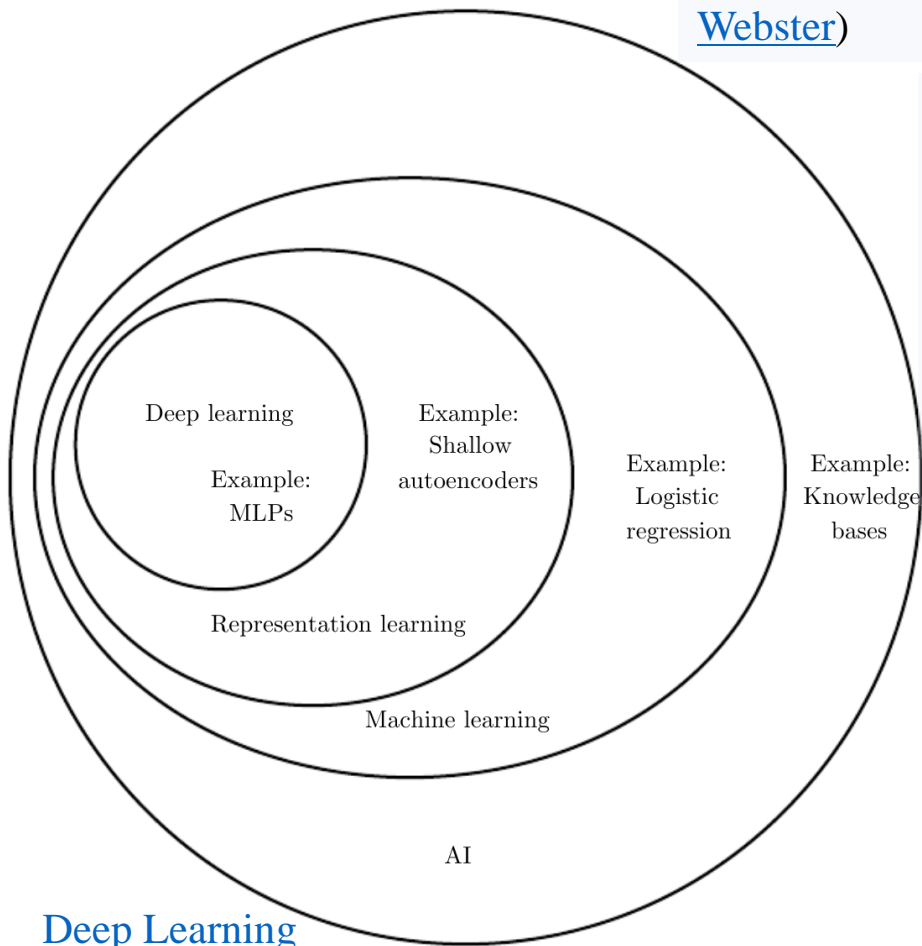 Webster)
Deep learning
Example:
MLPs
Example:
Shallow
autoencoders
Example:
Logistic
regression
Example:
Knowledge
bases
Representation learning
Machine learning
AI
Deep Learning